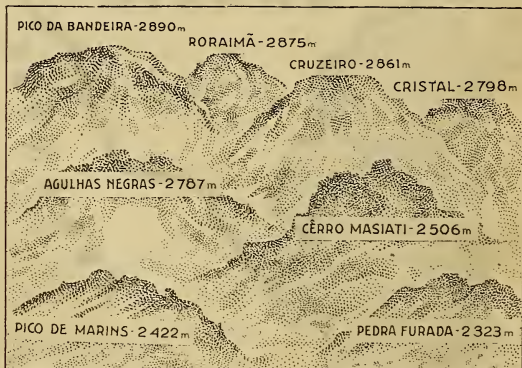 PICO DA BANDEIRA-2890m
RORAIMÃ-2875m
CRUZEIRO-2861m
CRISTAL-2798m
AGULHAS NEGRAS-2787m
CÊRRO MASIATI-2506m
PICO DE MARINS-2422m
PEDRA FURADA-2323m